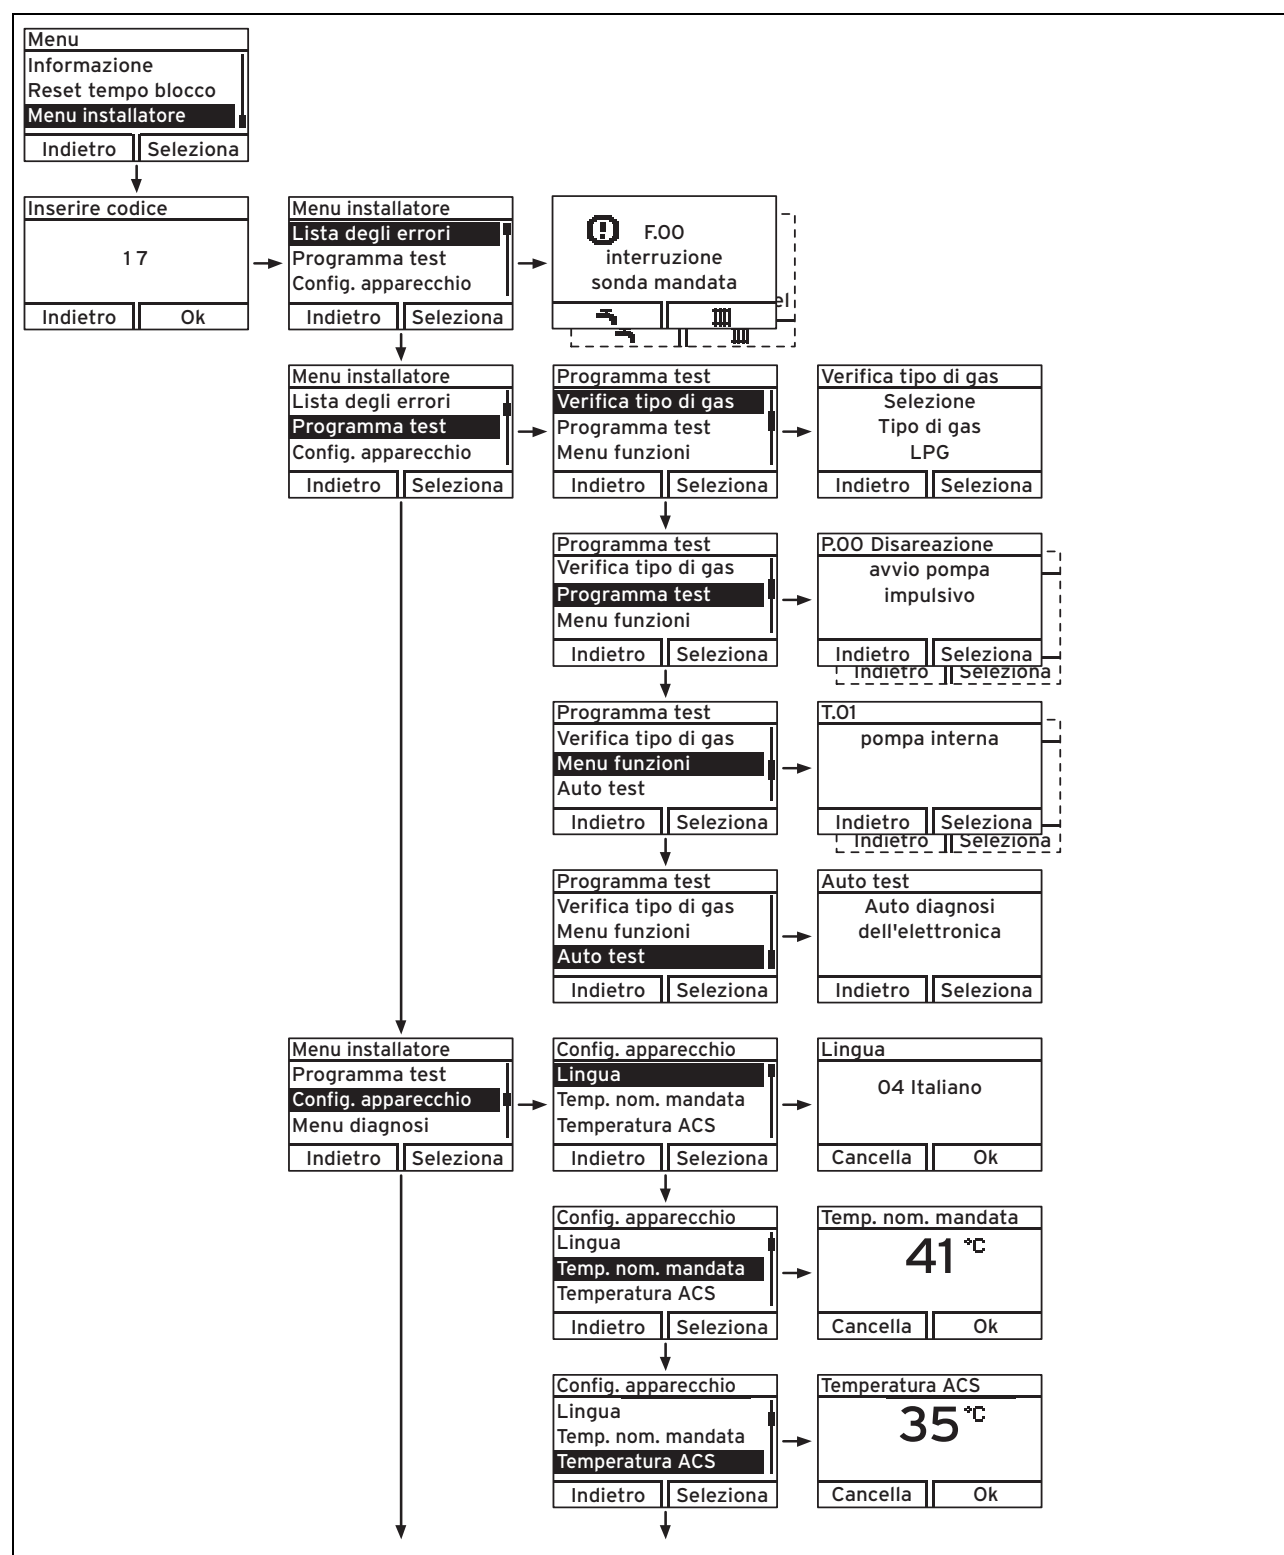 Menu
Informazione
Reset tempo blocco
Menu installatore
Indietro
Seleziona
Inserire codice
17
Indietro
Ok
Menu installatore
Lista degli errori
Programma test
Config. apparecchio
Indietro
Seleziona
F.00
interruzione
sonda mandata
el
Menu installatore
Lista degli errori
Programma test
Config. apparecchio
Indietro
Seleziona
Programma test
Verifica tipo di gas
Programma test
Menu funzioni
Indietro
Seleziona
Verifica tipo di gas
Selezione
Tipo di gas
LPG
Indietro
Seleziona
Programma test
Verifica tipo di gas
Programma test
Menu funzioni
Indietro
Seleziona
P.00 Disareazione
avvio pompa
impulsivo
Indietro
Seleziona
Indietro
Seleziona
Programma test
Verifica tipo di gas
Menu funzioni
Auto test
Indietro
Seleziona
T.01
pompa interna
Indietro
Seleziona
Indietro
Seleziona
Programma test
Verifica tipo di gas
Menu funzioni
Auto test
Indietro
Seleziona
Auto test
Auto diagnosi
dell'elettronica
Indietro
Seleziona
Menu installatore
Programma test
Config. apparecchio
Menu diagnosi
Indietro
Seleziona
Config. apparecchio
Lingua
Temp. nom. mandata
Temperatura ACS
Indietro
Seleziona
Lingua
04 Italiano
Cancella
Ok
Config. apparecchio
Lingua
Temp. nom. mandata
Temperatura ACS
Indietro
Seleziona
Temp. nom. mandata
41 °C
Cancella
Ok
Config. apparecchio
Lingua
Temp. nom. mandata
Temperatura ACS
Indietro
Seleziona
Temperatura ACS
35 °C
Cancella
Ok